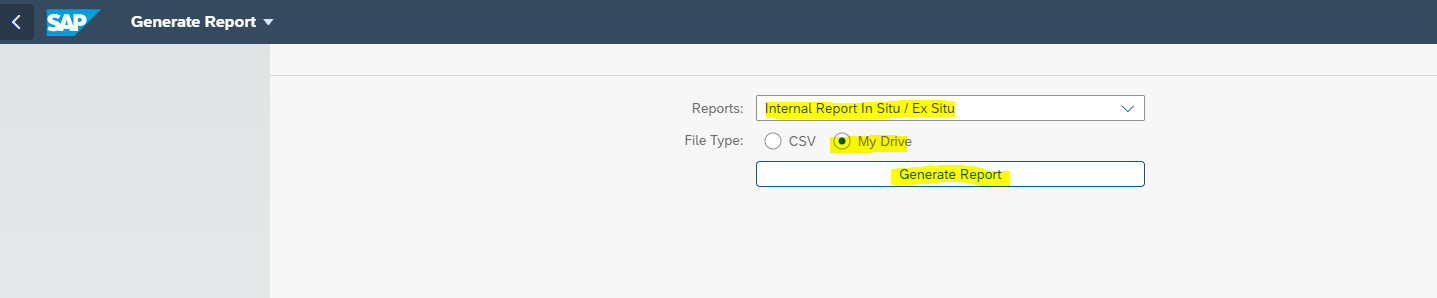 SAP Generate Report
Reports: Internal Report In Situ / Ex Situ
File Type: CSV My Drive
Generate Report